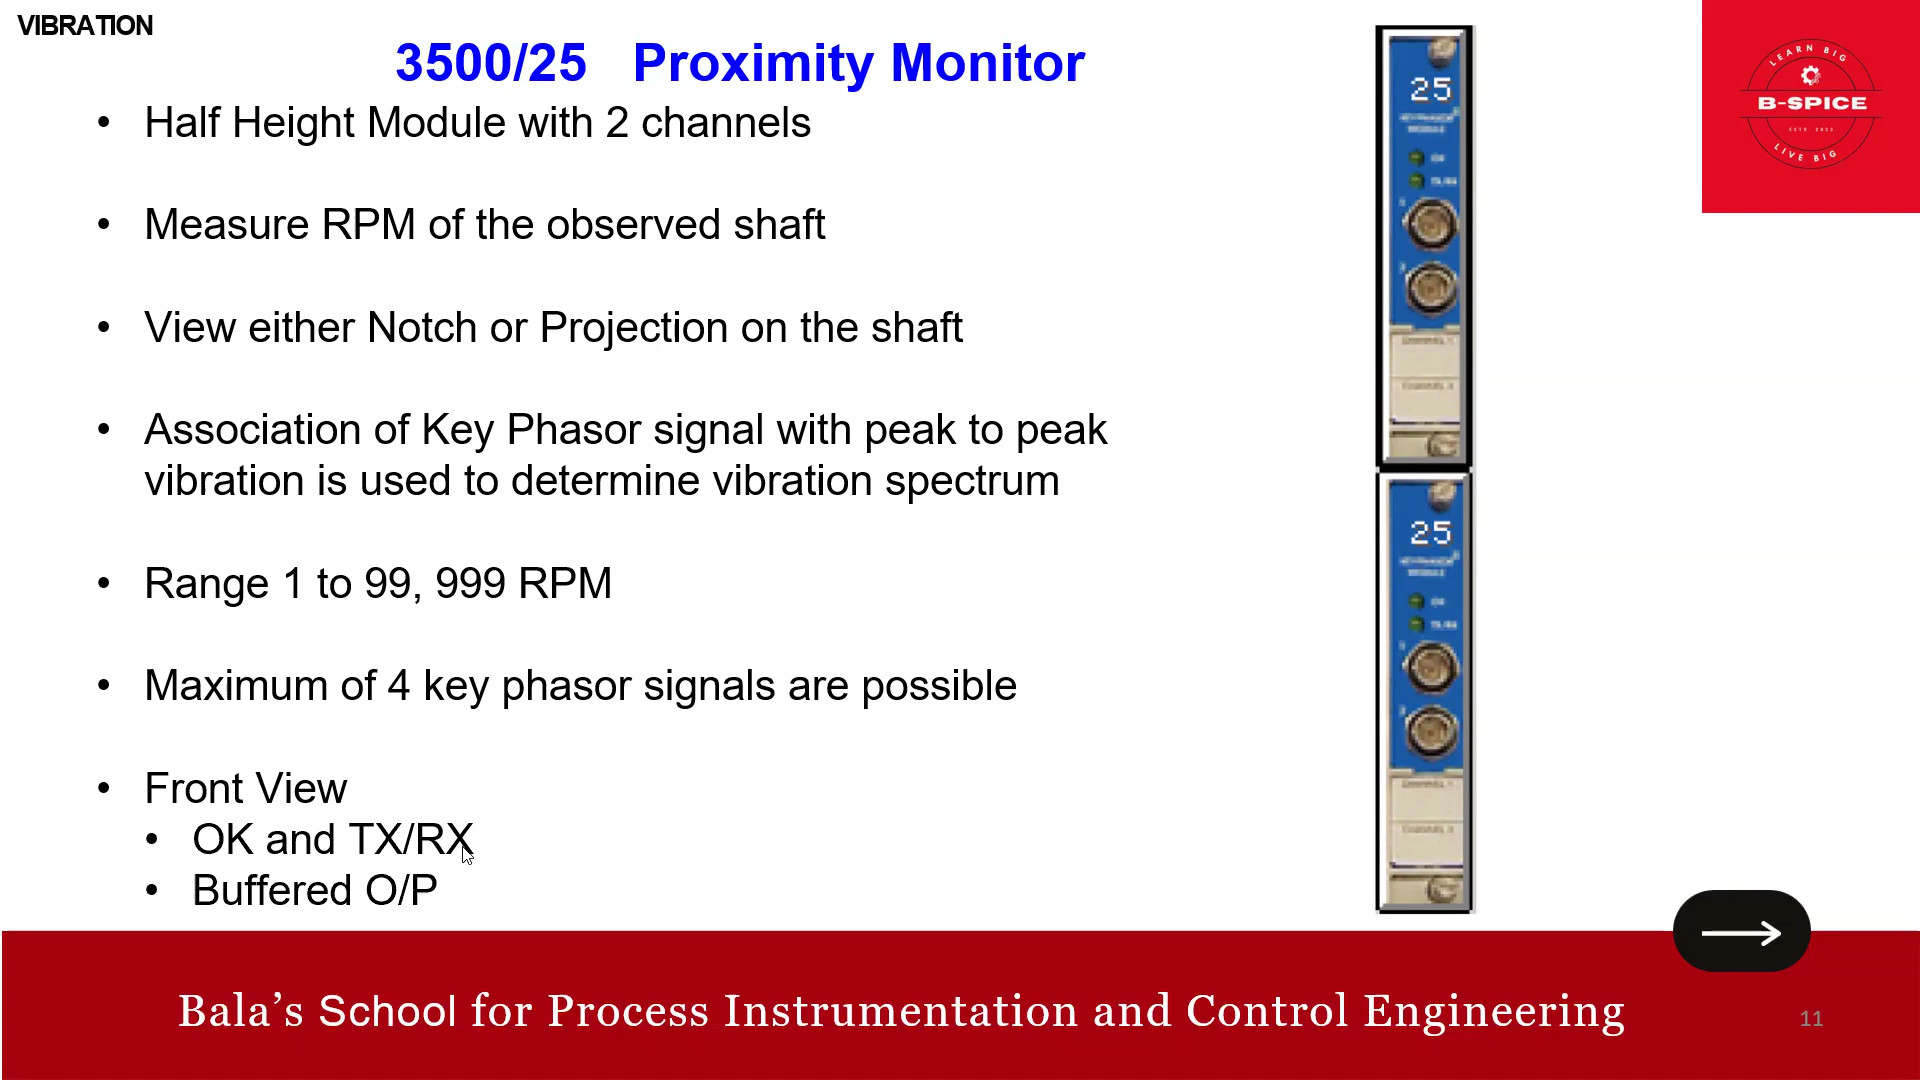 VIBRATION
3500/25 Proximity Monitor
• Half Height Module with 2 channels
• Measure RPM of the observed shaft
• View either Notch or Projection on the shaft
• Association of Key Phasor signal with peak to peak
vibration is used to determine vibration spectrum
• Range 1 to 99, 999 RPM
• Maximum of 4 key phasor signals are possible
• Front View
• OK and TX/RX
• Buffered O/P
25
25
LEARN BIG
B-SPICE
LIVE BIG
Bala’s School for Process Instrumentation and Control Engineering
11